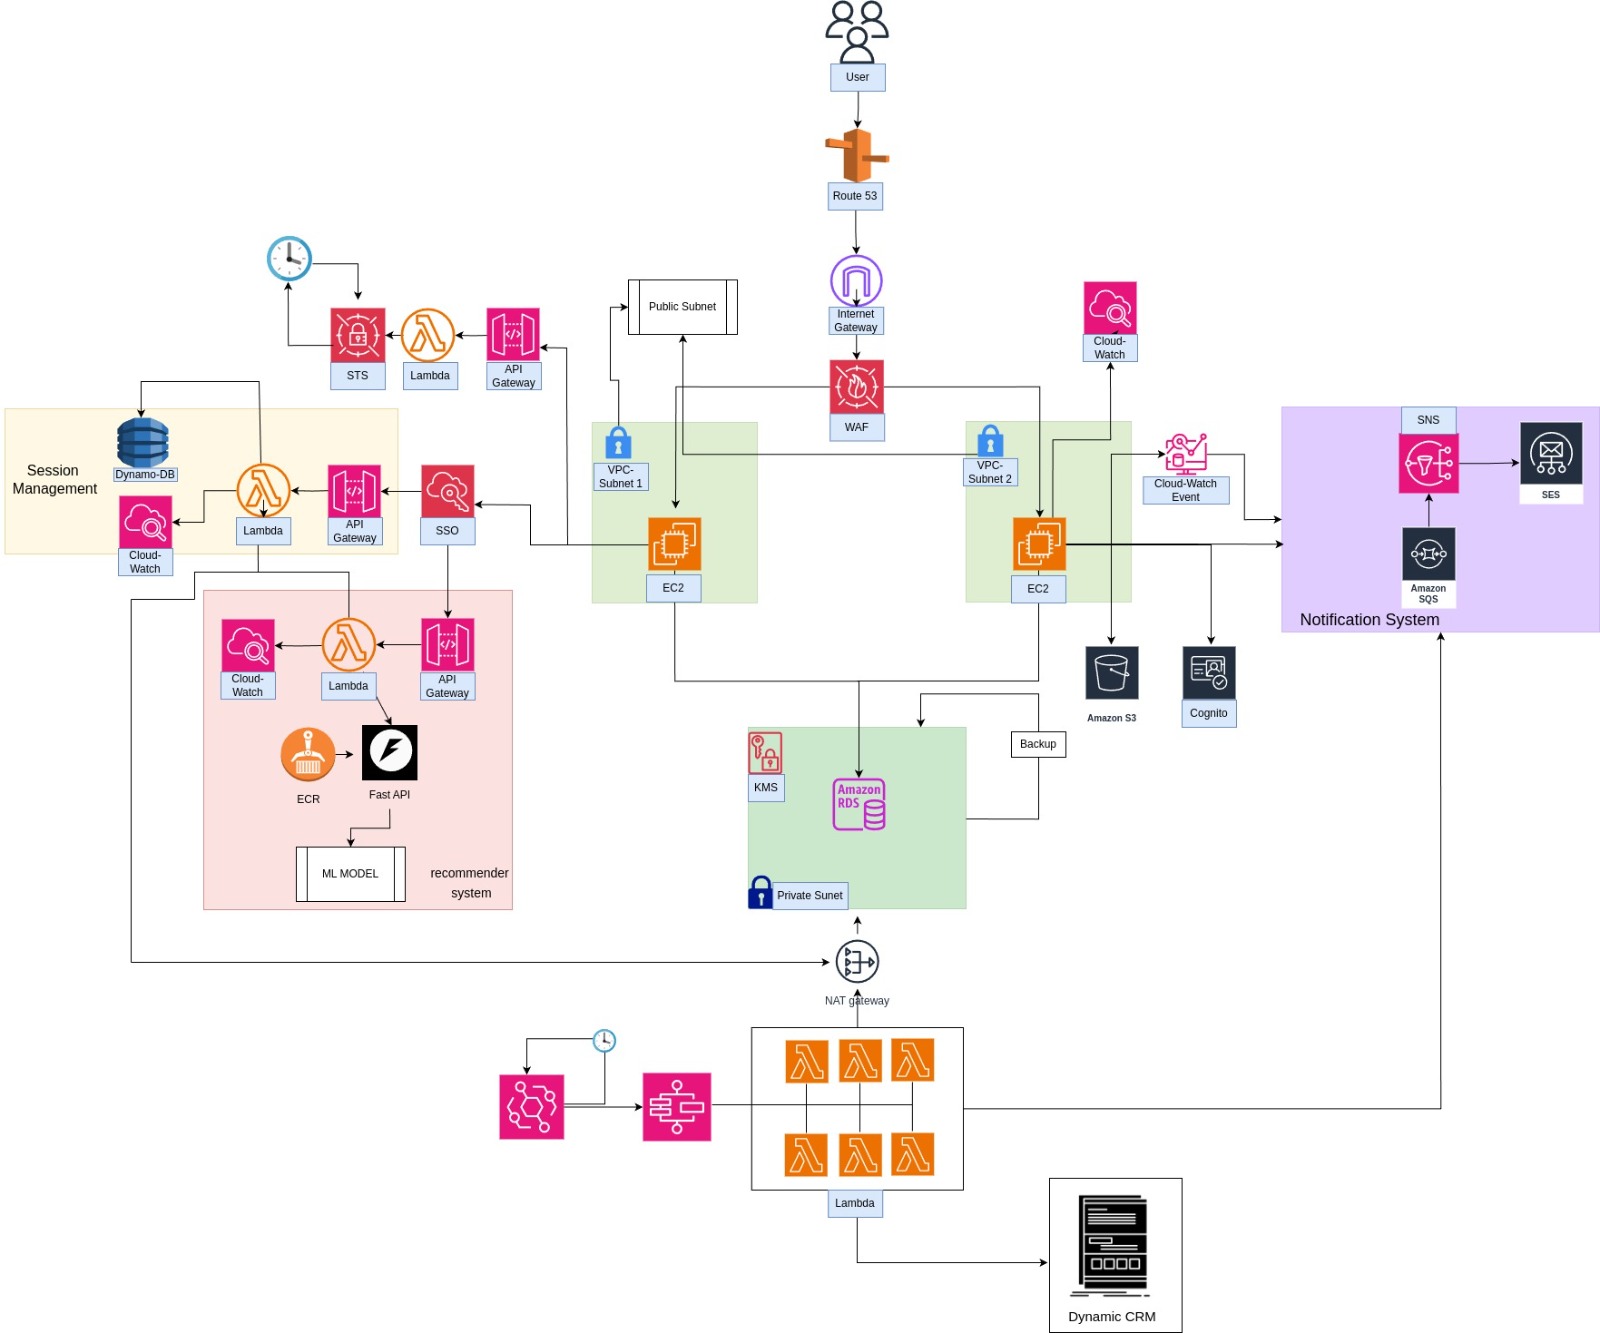 User
Route 53
Internet
Gateway
WAF
Public Subnet
Cloud-
Watch
STS
Lambda
API
Gateway
Session
Management
Dynamo-DB
Cloud-
Watch
Lambda
API
Gateway
SSO
VPC-
Subnet 1
EC2
VPC-
Subnet 2
EC2
Cloud-Watch
Event
SNS
SES
Amazon
SQS
Notification System
Cloud-
Watch
Lambda
API
Gateway
ECR
Fast API
ML MODEL
recommender
system
Amazon S3
Cognito
Backup
KMS
Amazon
RDS
Private Sunet
NAT gateway
Lambda
Dynamic CRM